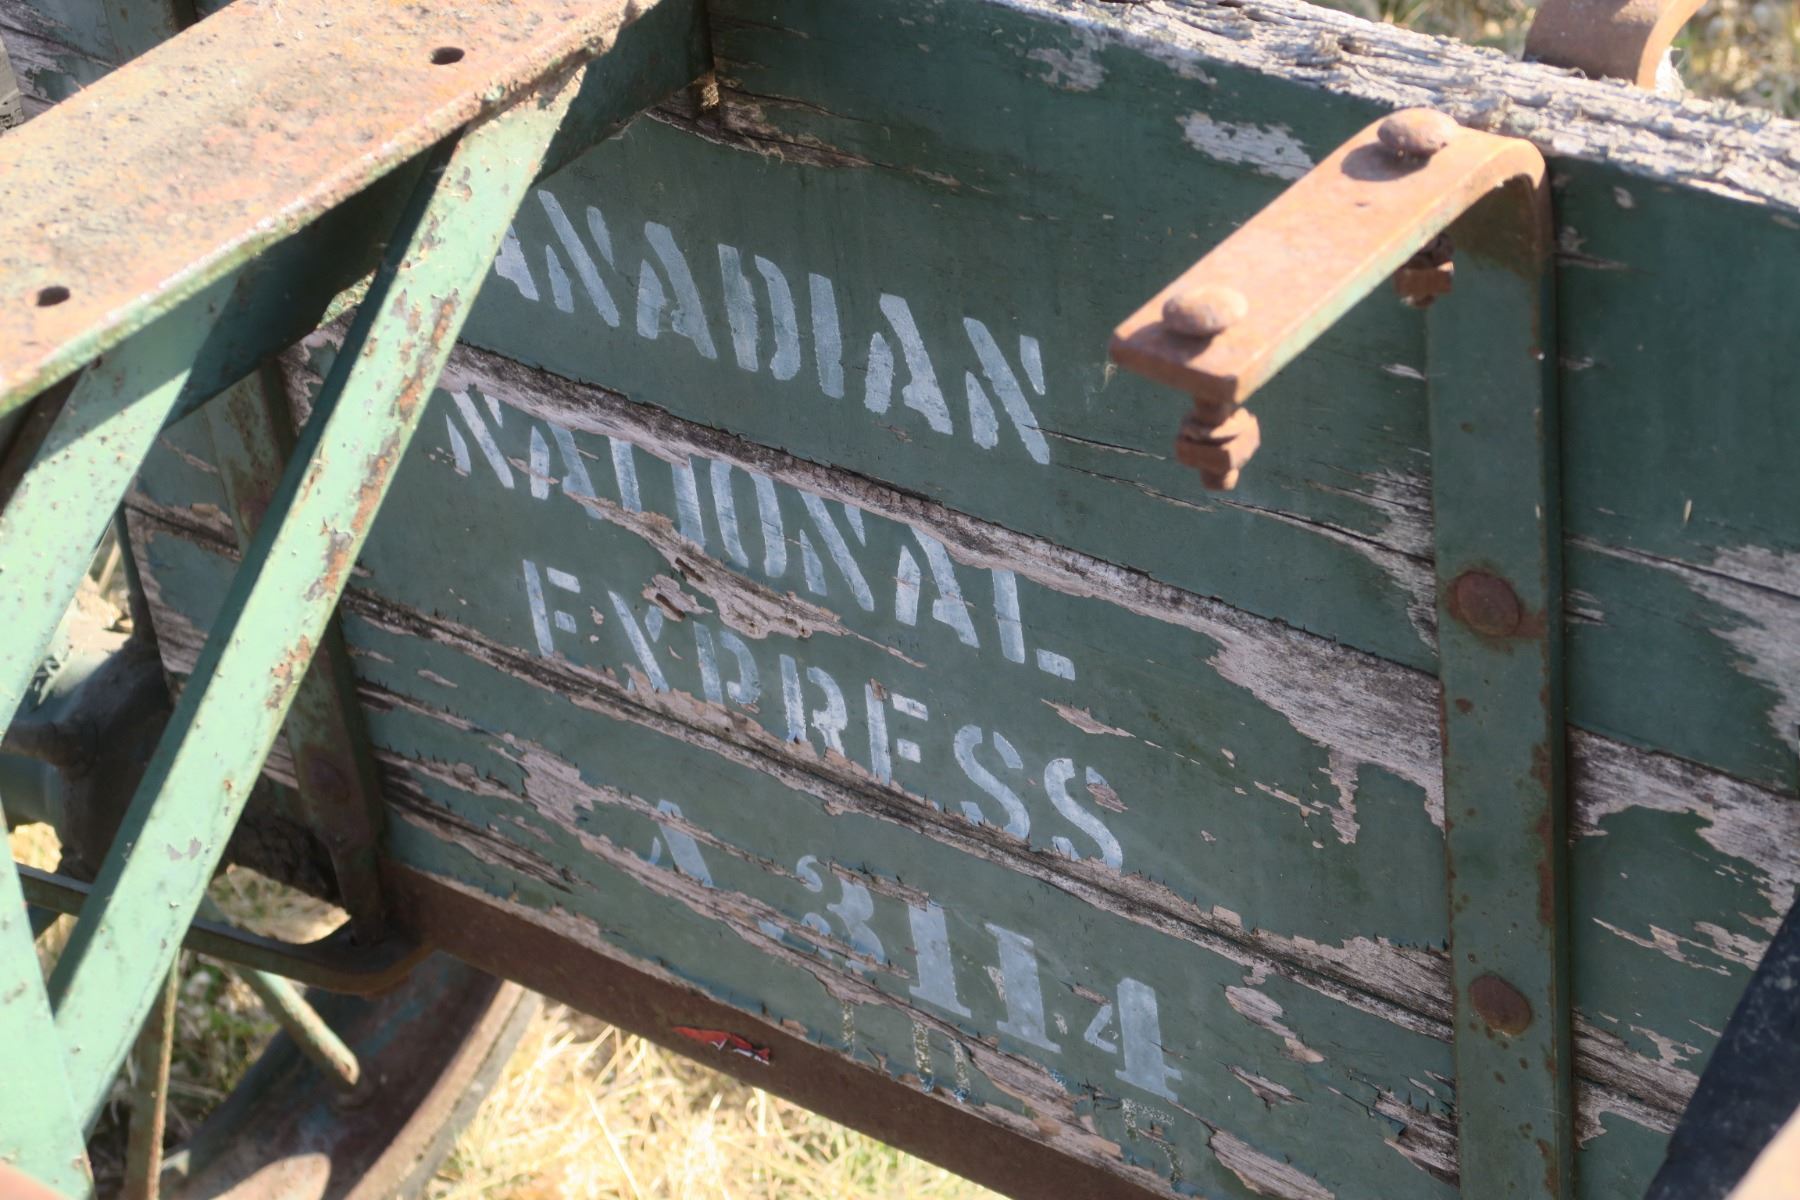 ANADIAN
NATIONAL
EXPRESS
A 3114